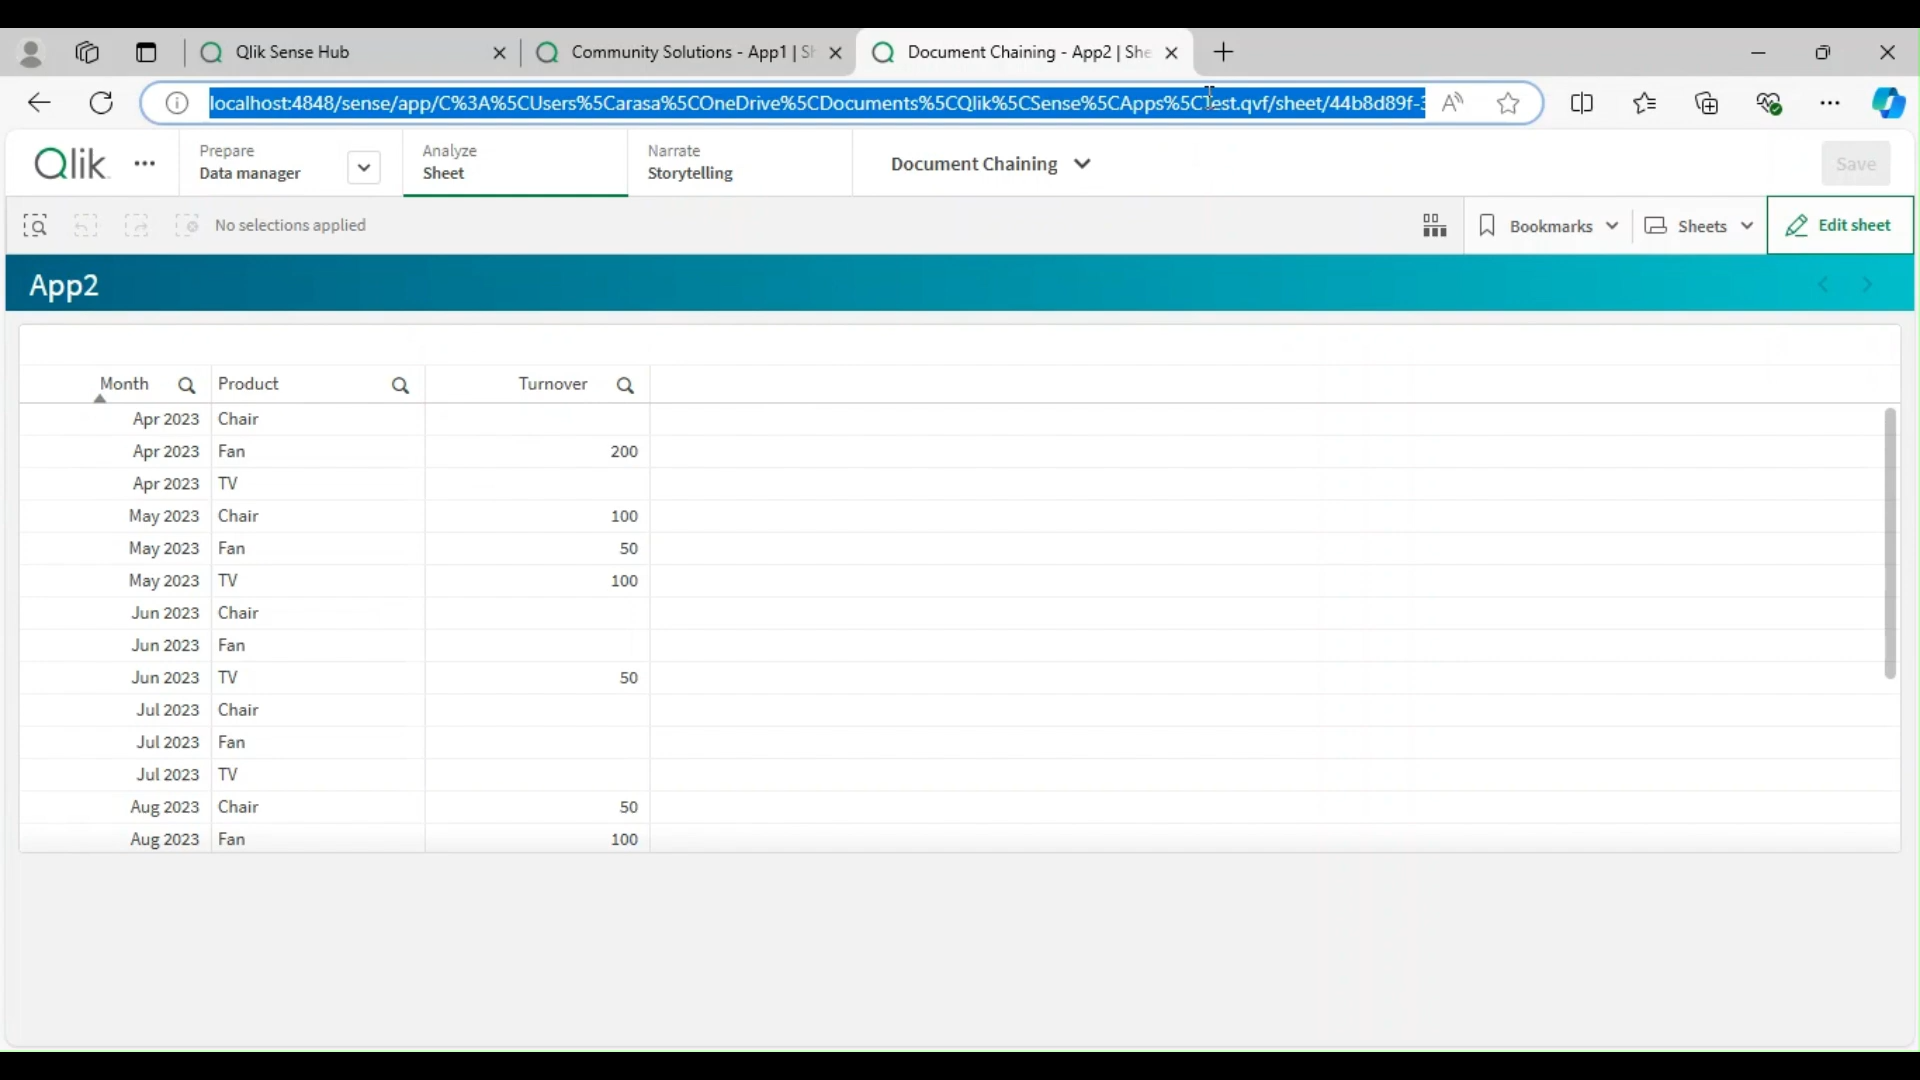 Qlik Sense Hub
Community Solutions - App1 | Sh
Document Chaining - App2 | She
localhost:4848/sense/app/C%3A%5CUsers%5Carasa%5COneDrive%5CDocuments%5CQlik%5CSense%5CApps%5CTest.qvf/sheet/44b8d89f-3
Qlik
Prepare
Data manager
Analyze
Sheet
Narrate
Storytelling
Document Chaining
Save
No selections applied
Bookmarks
Sheets
Edit sheet
App2
Month Product Turnover
Apr 2023 Chair
Apr 2023 Fan 200
Apr 2023 TV
May 2023 Chair 100
May 2023 Fan 50
May 2023 TV 100
Jun 2023 Chair
Jun 2023 Fan
Jun 2023 TV 50
Jul 2023 Chair
Jul 2023 Fan
Jul 2023 TV
Aug 2023 Chair 50
Aug 2023 Fan 100